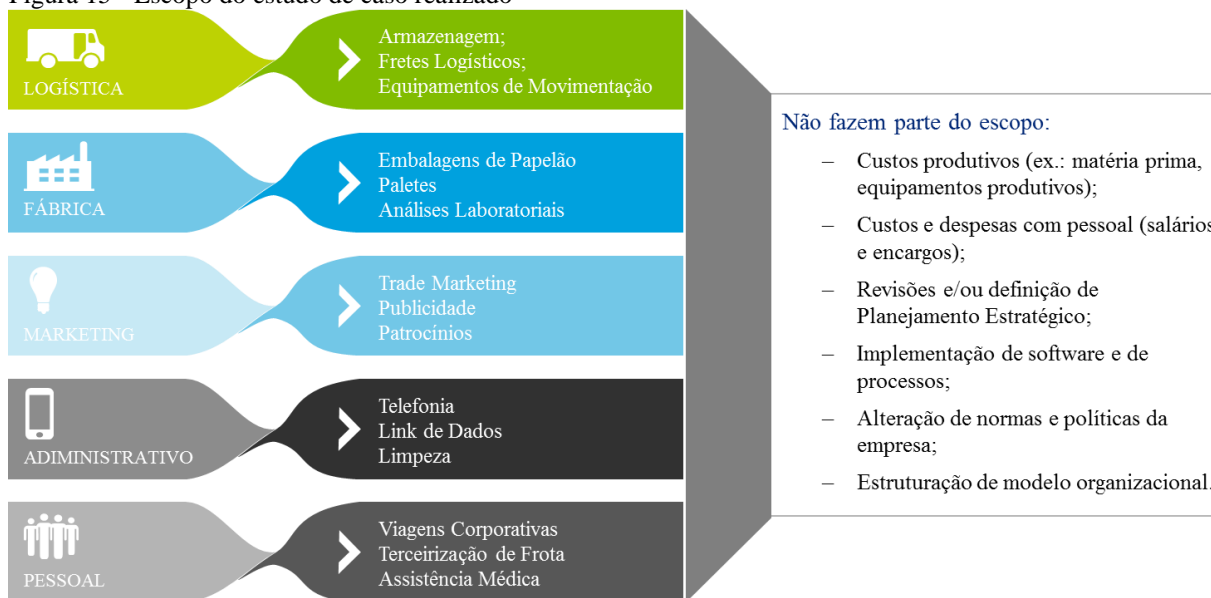 Figura 15 - Escopo do estudo de caso realizado
LOGÍSTICA
Armazenagem;
Fretes Logísticos;
Equipamentos de Movimentação
FÁBRICA
Embalagens de Papelão
Paletes
Análises Laboratoriais
MARKETING
Trade Marketing
Publicidade
Patrocínios
ADIMINISTRATIVO
Telefonia
Link de Dados
Limpeza
PESSOAL
Viagens Corporativas
Terceirização de Frota
Assistência Médica
Não fazem parte do escopo:
– Custos produtivos (ex.: matéria prima,
equipamentos produtivos);
– Custos e despesas com pessoal (salários
e encargos);
– Revisões e/ou definição de
Planejamento Estratégico;
– Implementação de software e de
processos;
– Alteração de normas e políticas da
empresa;
– Estruturação de modelo organizacional.